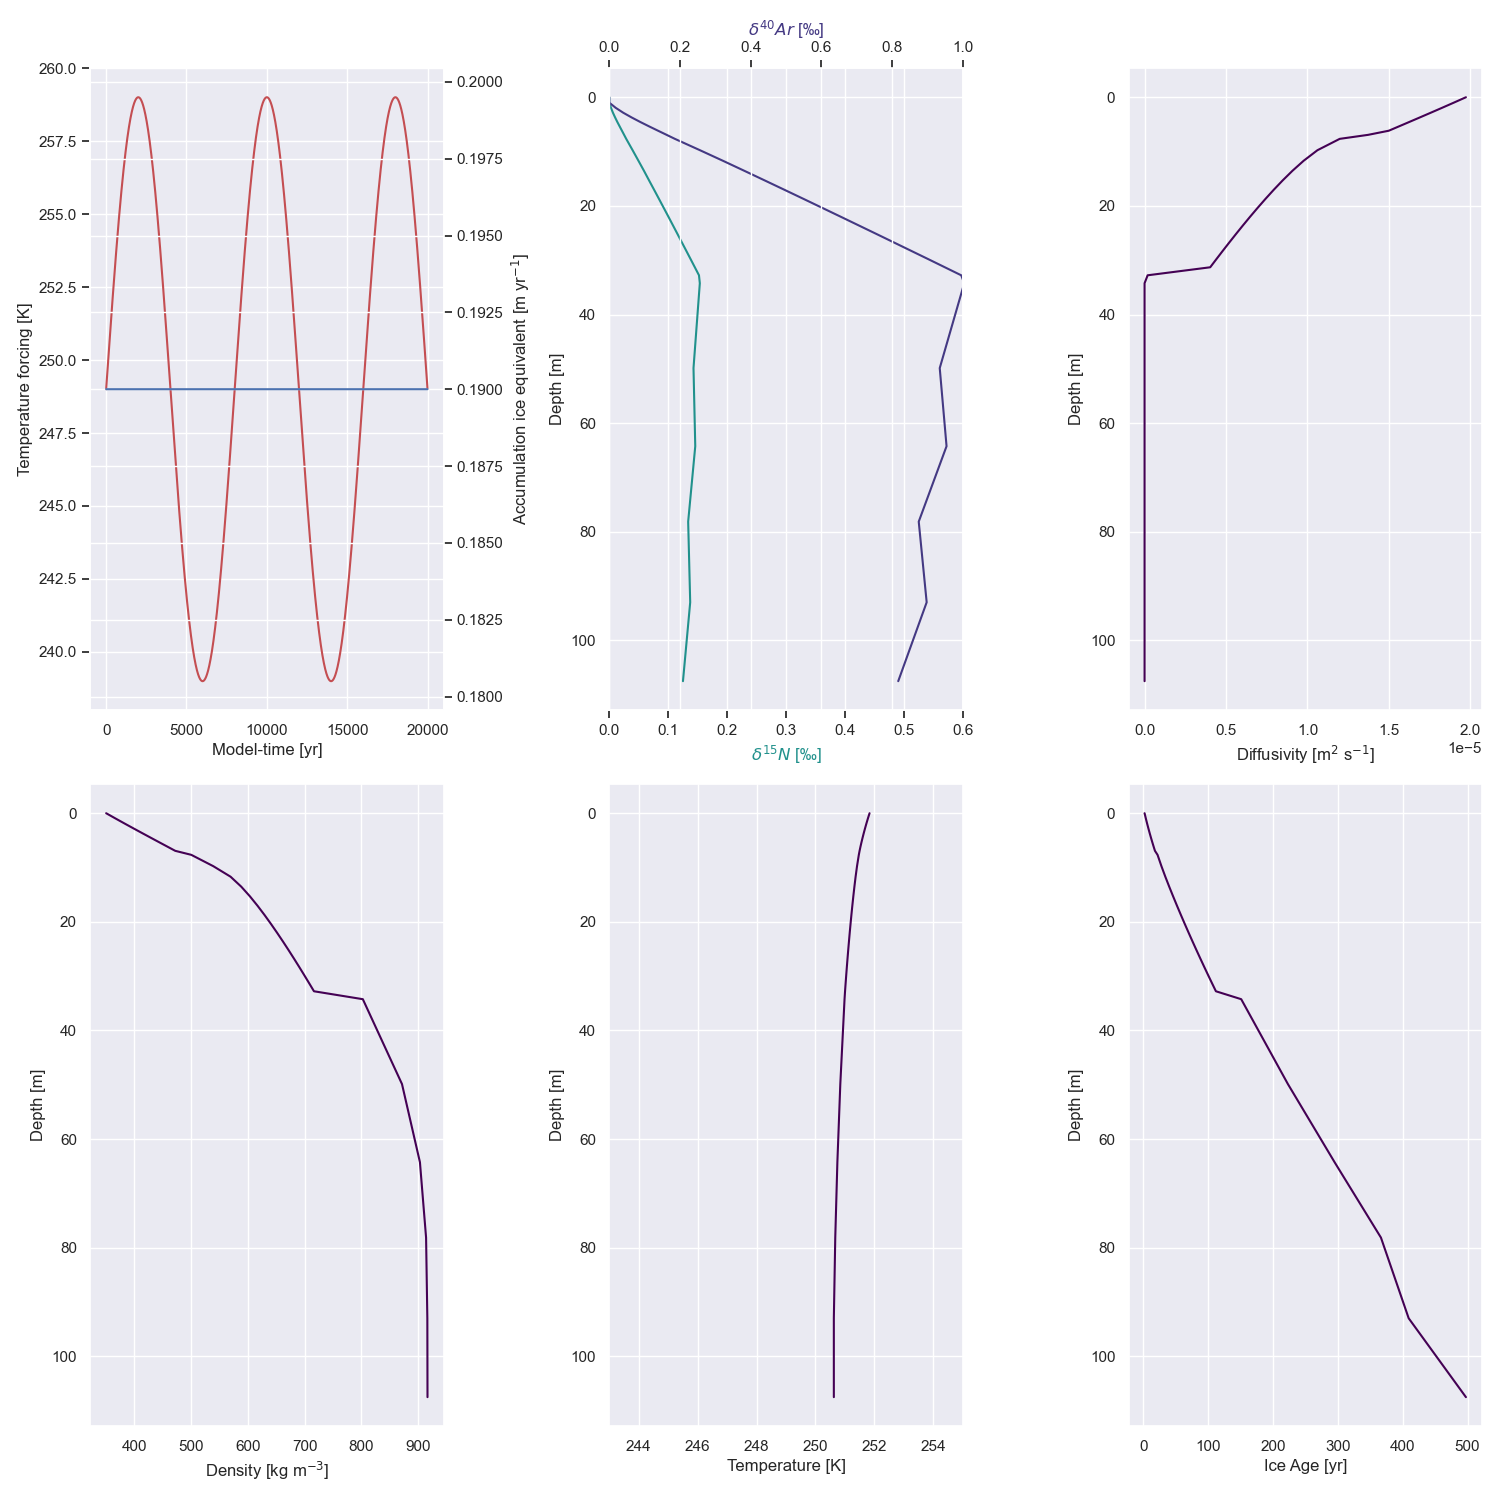 δ⁴⁰Ar [‰]
0.0 0.2 0.4 0.6 0.8 1.0
260.0
257.5
255.0
252.5
250.0
247.5
245.0
242.5
240.0
Temperature forcing [K]
0 5000 10000 15000 20000
Model-time [yr]
0.2000
0.1975
0.1950
0.1925
0.1900
0.1875
0.1850
0.1825
0.1800
Accumulation ice equivalent [m yr⁻¹]
0
20
40
60
80
100
Depth [m]
0.0 0.1 0.2 0.3 0.4 0.5 0.6
δ¹⁵N [‰]
0
20
40
60
80
100
Depth [m]
0.0 0.5 1.0 1.5 2.0
1e−5
Diffusivity [m² s⁻¹]
0
20
40
60
80
100
Depth [m]
400 500 600 700 800 900
Density [kg m⁻³]
0
20
40
60
80
100
Depth [m]
244 246 248 250 252 254
Temperature [K]
0
20
40
60
80
100
Depth [m]
0 100 200 300 400 500
Ice Age [yr]